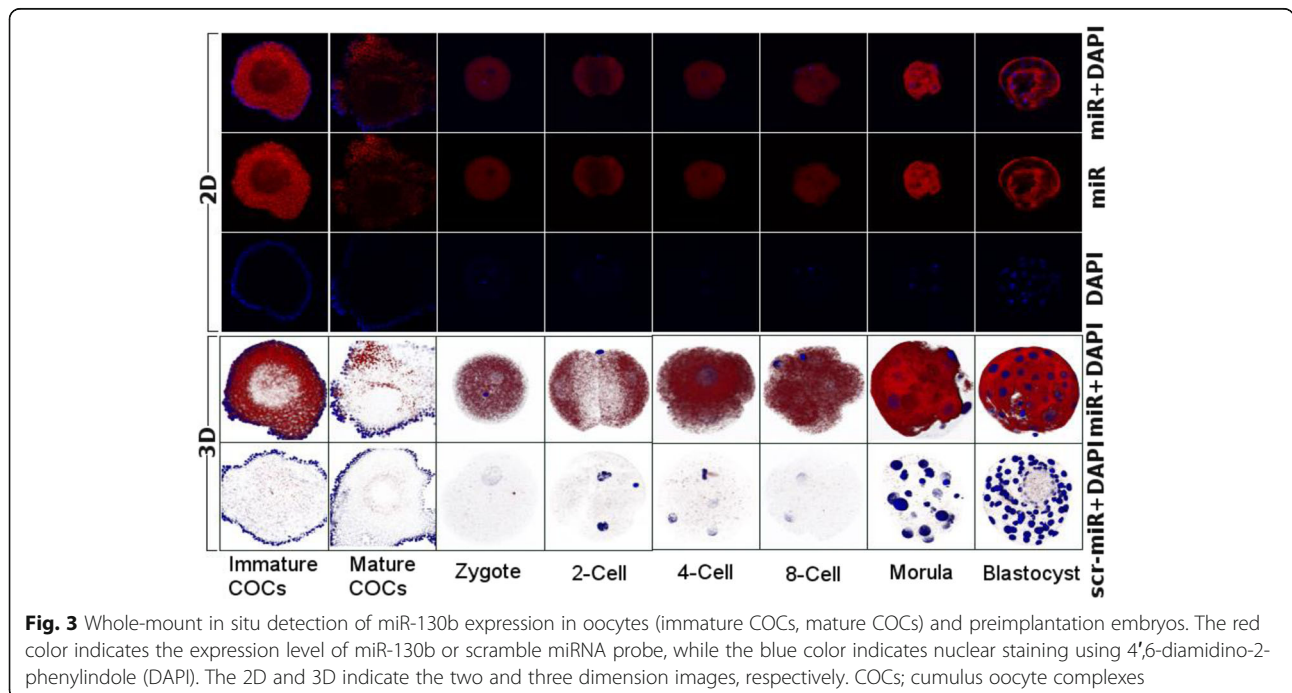 2D
miR+DAPI
miR
DAPI
3D
miR+DAPI
scr-miR+DAPI
Immature COCs
Mature COCs
Zygote
2-Cell
4-Cell
8-Cell
Morula
Blastocyst
Fig. 3 Whole-mount in situ detection of miR-130b expression in oocytes (immature COCs, mature COCs) and preimplantation embryos. The red
color indicates the expression level of miR-130b or scramble miRNA probe, while the blue color indicates nuclear staining using 4′,6-diamidino-2-
phenylindole (DAPI). The 2D and 3D indicate the two and three dimension images, respectively. COCs; cumulus oocyte complexes